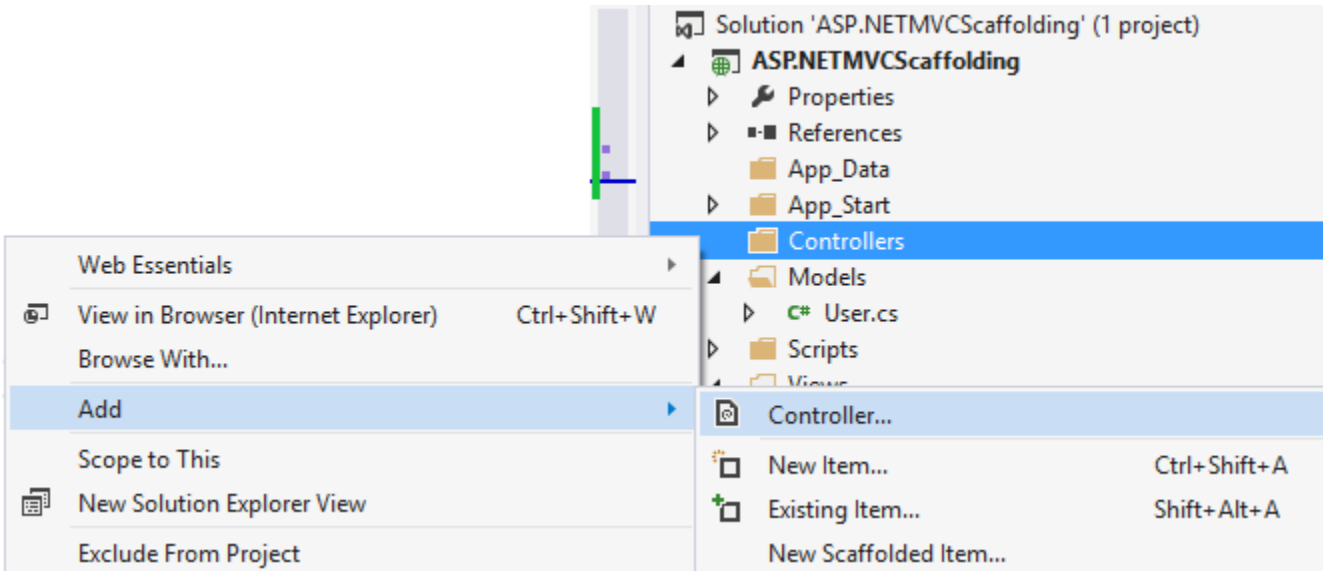 Solution 'ASP.NETMVCScaffolding' (1 project)
ASP.NETMVCScaffolding
Properties
References
App_Data
App_Start
Controllers
Models
C# User.cs
Scripts
Views
Web Essentials
View in Browser (Internet Explorer) Ctrl+Shift+W
Browse With...
Add
Scope to This
New Solution Explorer View
Exclude From Project
Controller...
New Item... Ctrl+Shift+A
Existing Item... Shift+Alt+A
New Scaffolded Item...